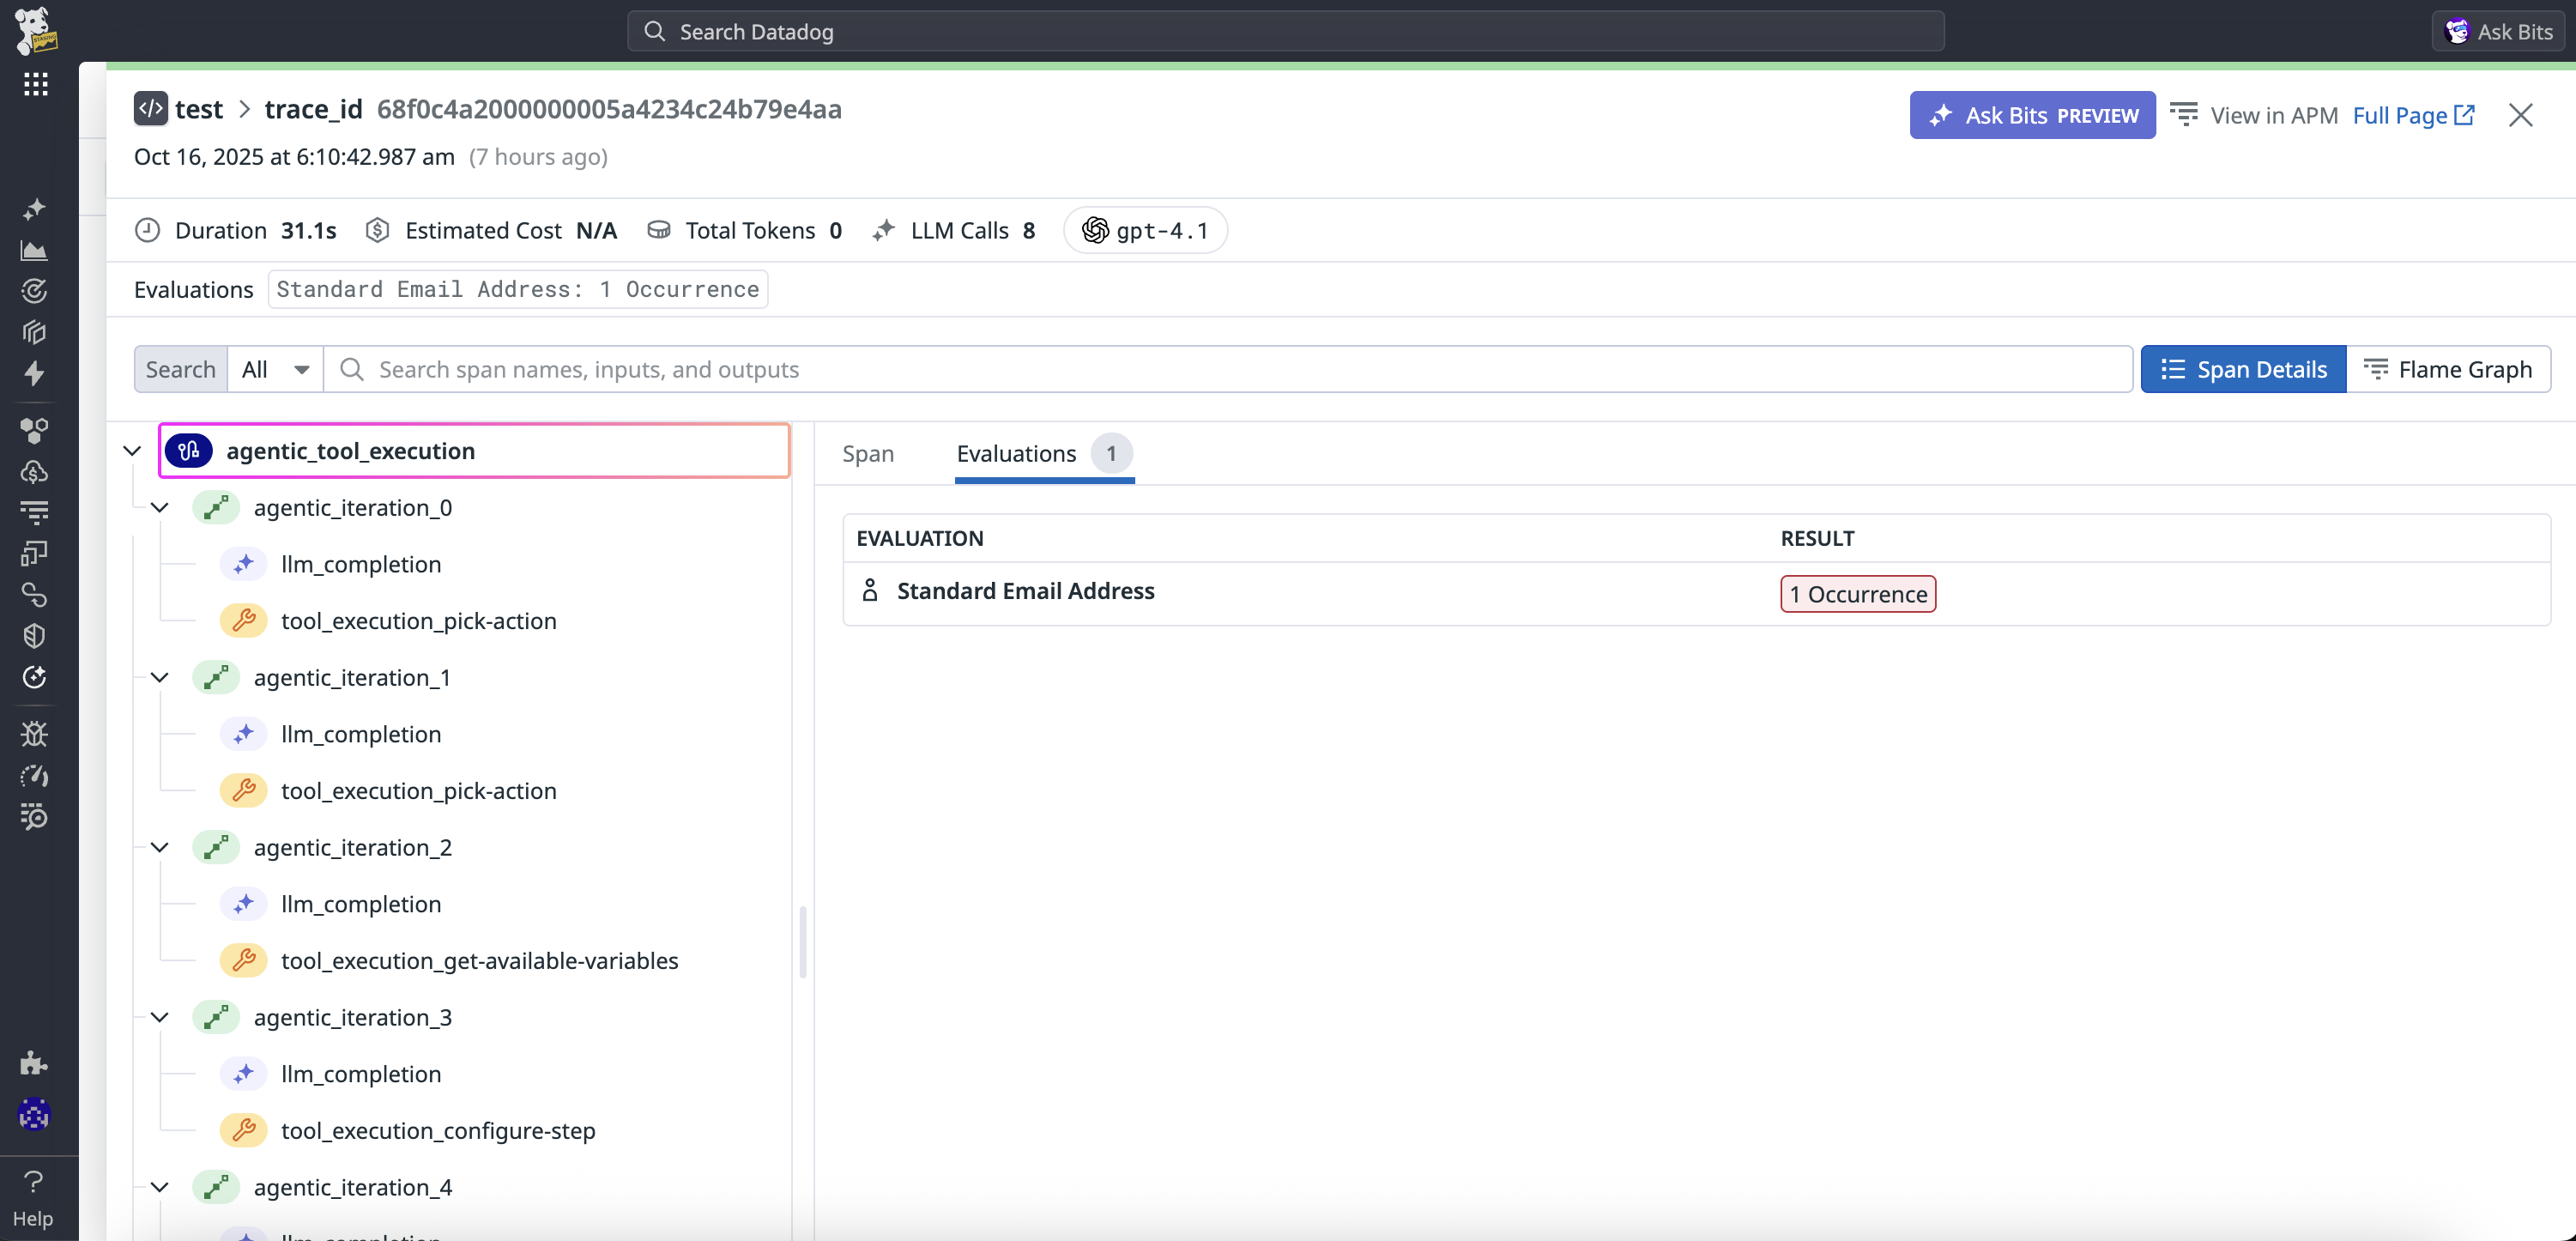 Search Datadog
Ask Bits
test > trace_id 68f0c4a2000000005a4234c24b79e4aa
Ask Bits PREVIEW
View in APM
Full Page
Oct 16, 2025 at 6:10:42.987 am (7 hours ago)
Duration 31.1s
Estimated Cost N/A
Total Tokens 0
LLM Calls 8
gpt-4.1
Evaluations
Standard Email Address: 1 Occurrence
Search
All
Search span names, inputs, and outputs
Span Details
Flame Graph
agentic_tool_execution
agentic_iteration_0
llm_completion
tool_execution_pick-action
agentic_iteration_1
llm_completion
tool_execution_pick-action
agentic_iteration_2
llm_completion
tool_execution_get-available-variables
agentic_iteration_3
llm_completion
tool_execution_configure-step
agentic_iteration_4
llm_completion
Span
Evaluations 1
EVALUATION
RESULT
Standard Email Address
1 Occurrence
Help